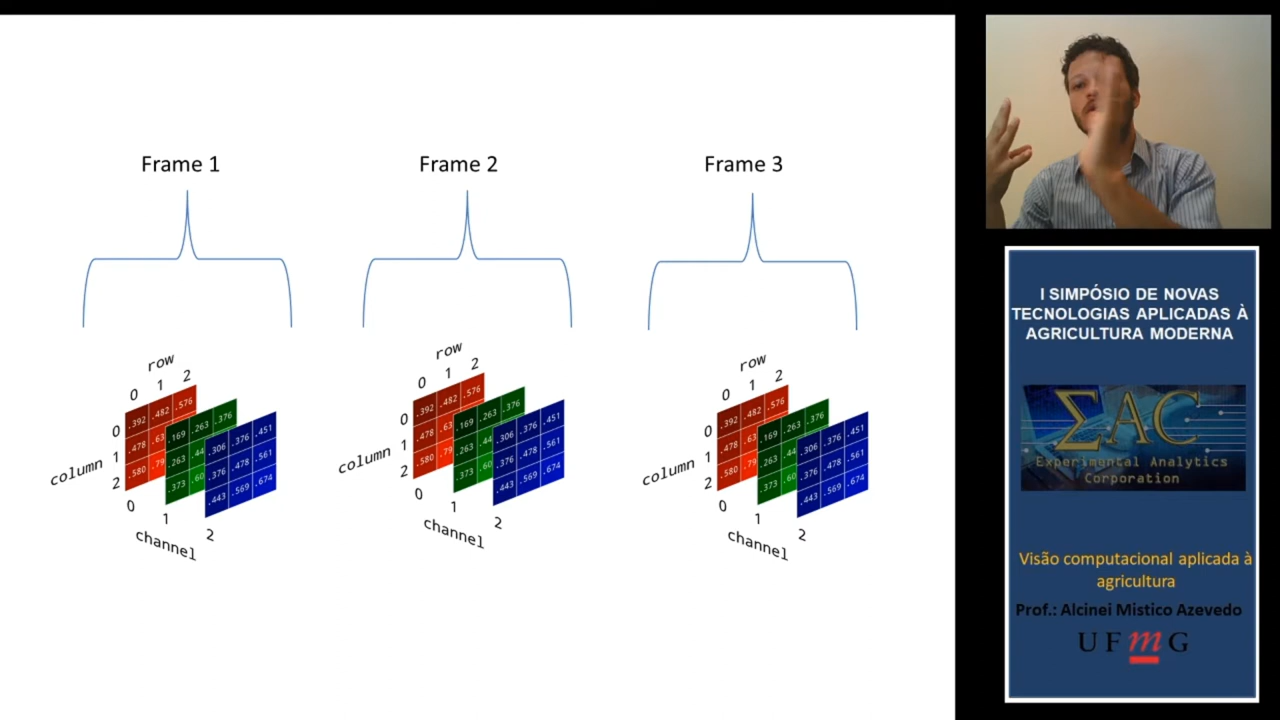 Frame 1
Frame 2
Frame 3
row
0 1 2
column
0
1
2
.392 .482 .576
.478 .63
.580 .79
.169 .263 .376
.263 .44
.373 .60
.306 .376 .451
.376 .478 .561
.443 .569 .674
0
1
2
channel
row
0 1 2
column
0
1
2
.392 .482 .576
.478 .63
.580 .79
.169 .263 .376
.263 .44
.373 .60
.306 .376 .451
.376 .478 .561
.443 .569 .674
0
1
2
channel
row
0 1 2
column
0
1
2
.392 .482 .576
.478 .63
.580 .79
.169 .263 .376
.263 .44
.373 .60
.306 .376 .451
.376 .478 .561
.443 .569 .674
0
1
2
channel
I SIMPÓSIO DE NOVAS
TECNOLOGIAS APLICADAS À
AGRICULTURA MODERNA
ΣAC
Experimental Analytics
Corporation
Visão computacional aplicada à
agricultura
Prof.: Alcinei Mistico Azevedo
UFmG